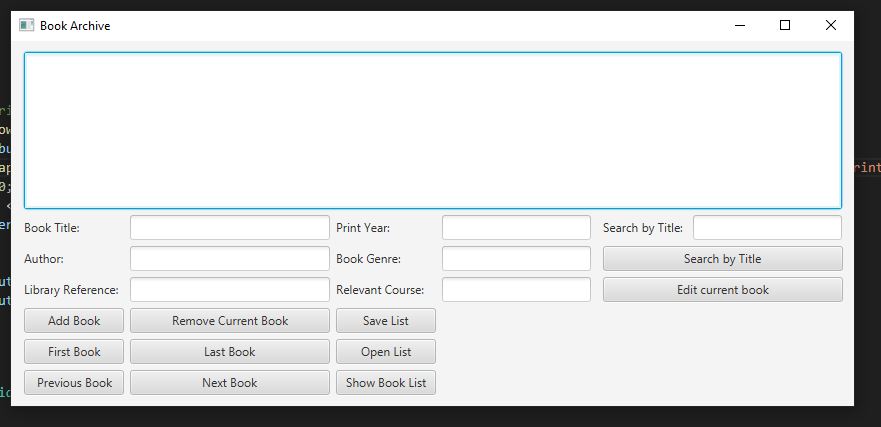 Book Archive
Book Title: Print Year: Search by Title:
Author: Book Genre: Search by Title
Library Reference: Relevant Course: Edit current book
Add Book Remove Current Book Save List
First Book Last Book Open List
Previous Book Next Book Show Book List